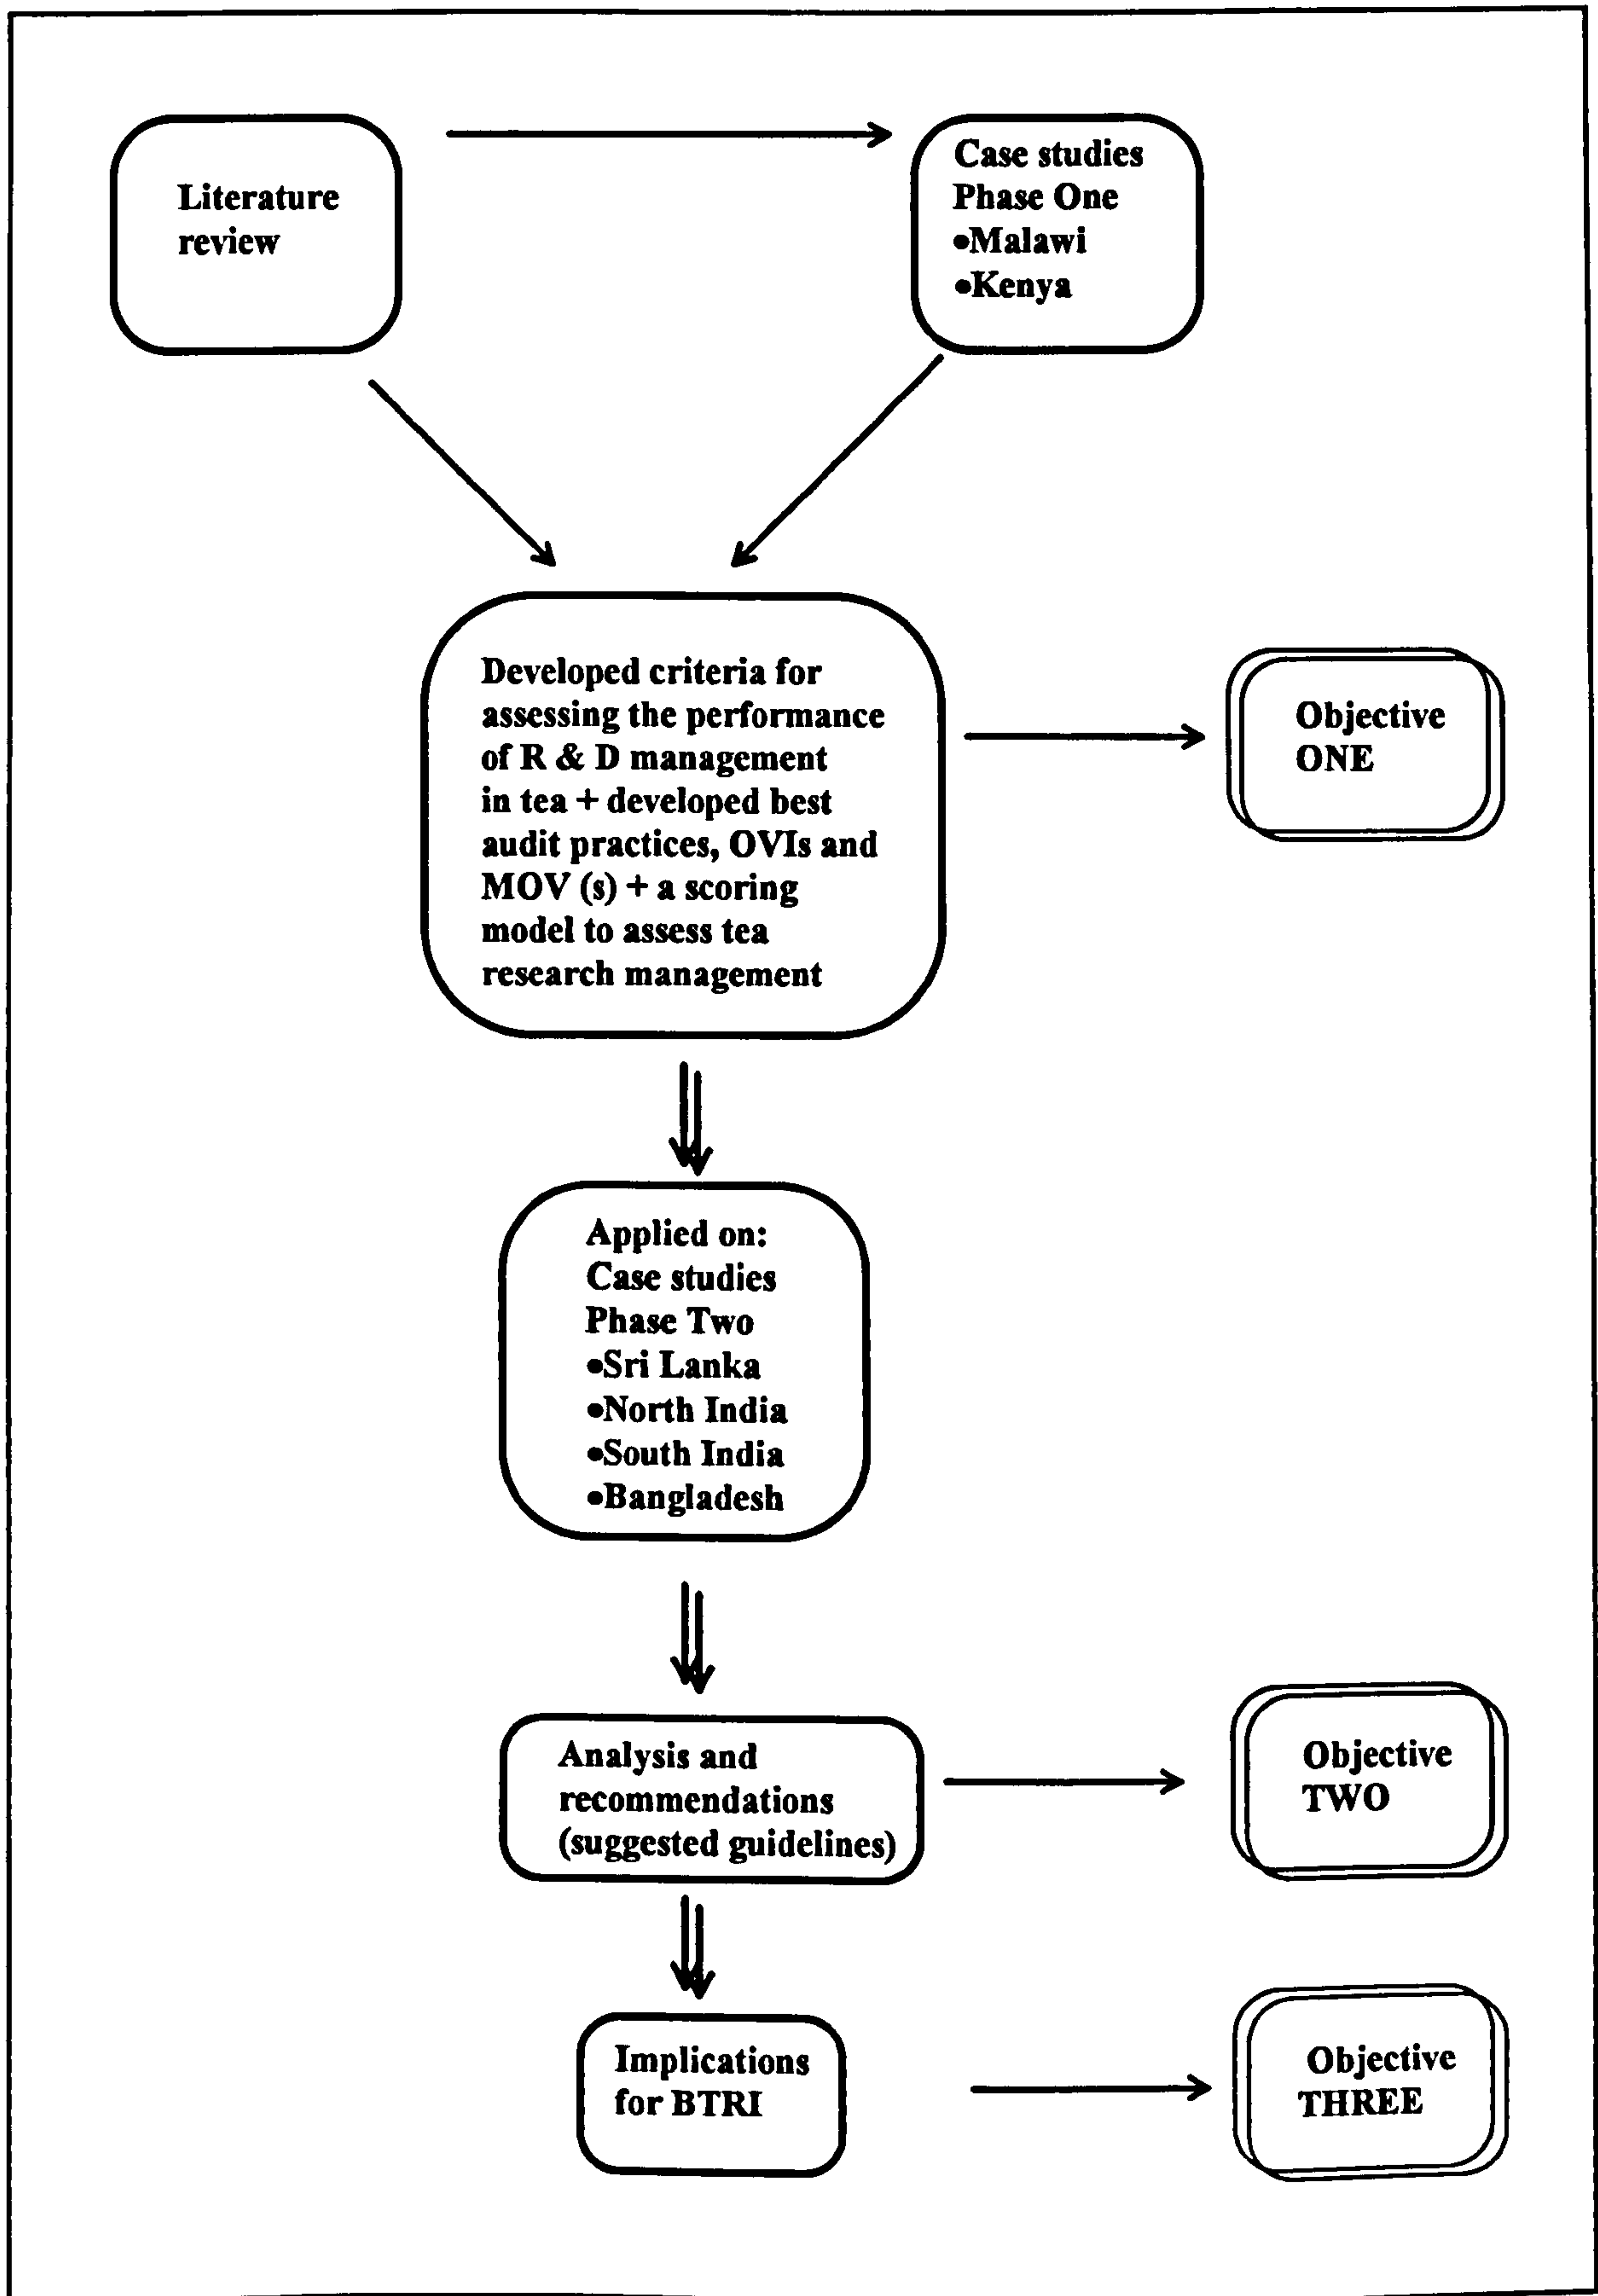 Literature
review
Case studies
Phase One
•Malawi
•Kenya
Developed criteria for
assessing the performance
of R & D management
in tea + developed best
audit practices, OVIs and
MOV (s) + a scoring
model to assess tea
research management
Objective
ONE
Applied on:
Case studies
Phase Two
•Sri Lanka
•North India
•South India
•Bangladesh
Analysis and
recommendations
(suggested guidelines)
Objective
TWO
Implications
for BTRI
Objective
THREE